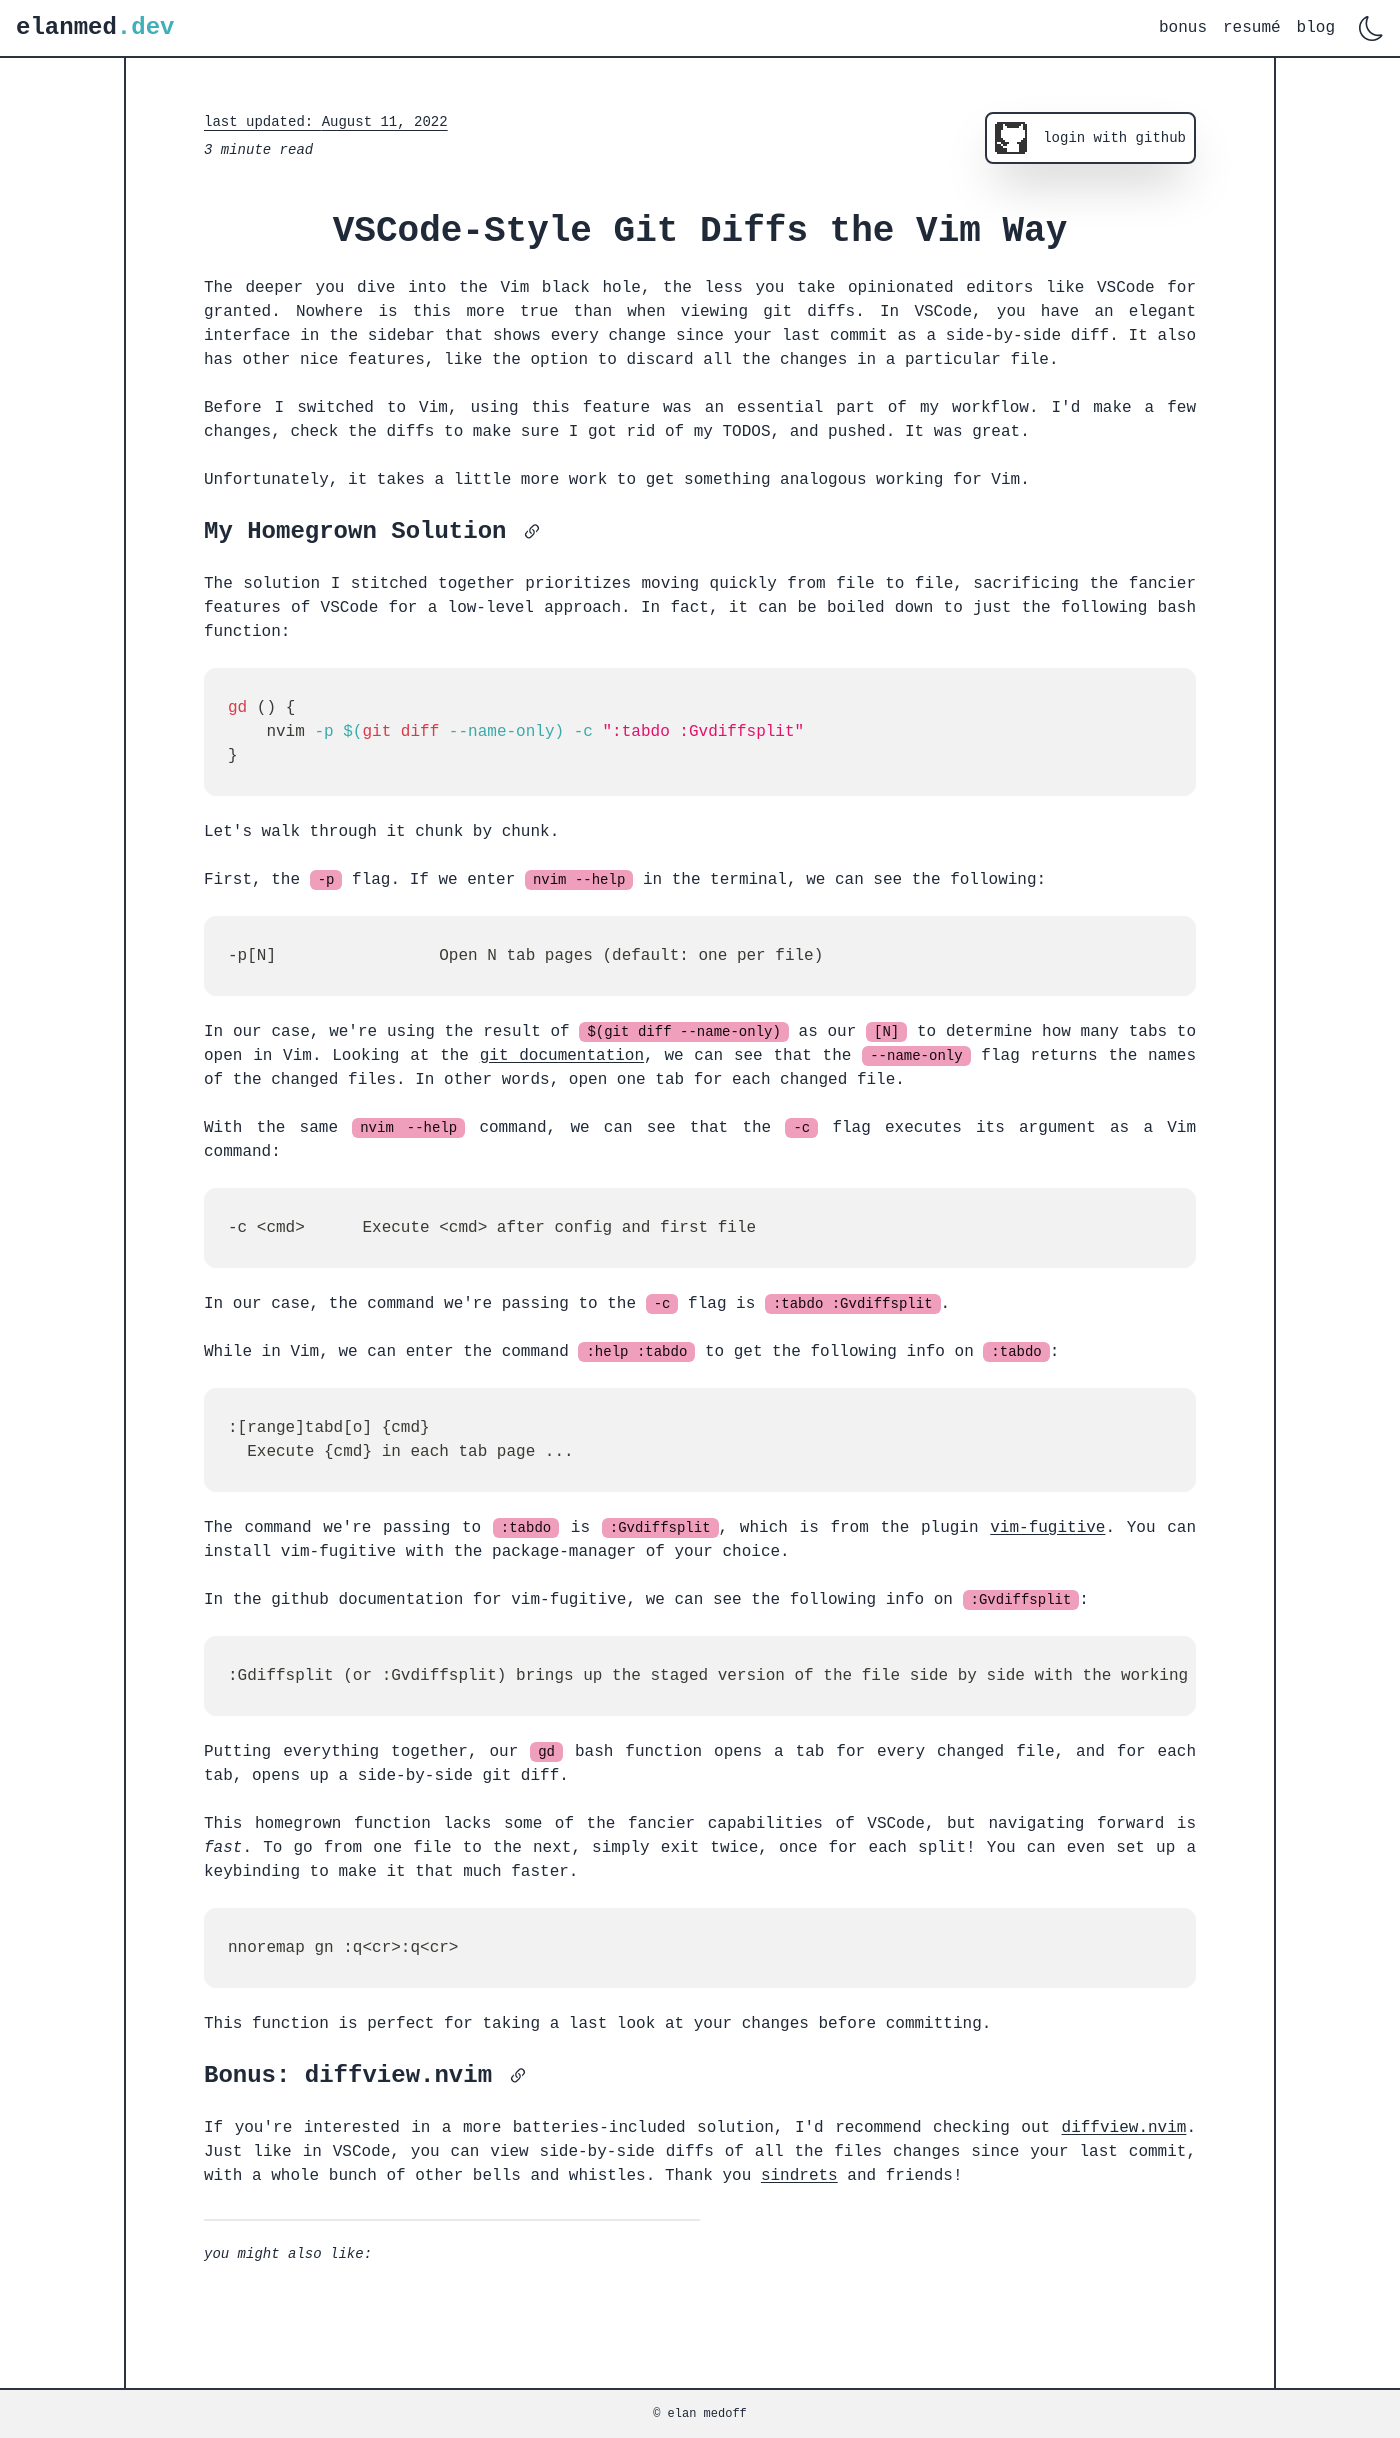 elanmed.dev
bonus resumé blog
last updated: August 11, 2022
3 minute read
login with github
VSCode-Style Git Diffs the Vim Way
The deeper you dive into the Vim black hole, the less you take opinionated editors like VSCode for
granted. Nowhere is this more true than when viewing git diffs. In VSCode, you have an elegant
interface in the sidebar that shows every change since your last commit as a side-by-side diff. It also
has other nice features, like the option to discard all the changes in a particular file.
Before I switched to Vim, using this feature was an essential part of my workflow. I'd make a few
changes, check the diffs to make sure I got rid of my TODOS, and pushed. It was great.
Unfortunately, it takes a little more work to get something analogous working for Vim.
My Homegrown Solution
The solution I stitched together prioritizes moving quickly from file to file, sacrificing the fancier
features of VSCode for a low-level approach. In fact, it can be boiled down to just the following bash
function:
gd () {
    nvim -p $(git diff --name-only) -c ":tabdo :Gvdiffsplit"
}
Let's walk through it chunk by chunk.
First, the -p flag. If we enter nvim --help in the terminal, we can see the following:
-p[N]                 Open N tab pages (default: one per file)
In our case, we're using the result of $(git diff --name-only) as our [N] to determine how many tabs to
open in Vim. Looking at the git documentation, we can see that the --name-only flag returns the names
of the changed files. In other words, open one tab for each changed file.
With the same nvim --help command, we can see that the -c flag executes its argument as a Vim
command:
-c <cmd>      Execute <cmd> after config and first file
In our case, the command we're passing to the -c flag is :tabdo :Gvdiffsplit.
While in Vim, we can enter the command :help :tabdo to get the following info on :tabdo:
:[range]tabd[o] {cmd}
  Execute {cmd} in each tab page ...
The command we're passing to :tabdo is :Gvdiffsplit, which is from the plugin vim-fugitive. You can
install vim-fugitive with the package-manager of your choice.
In the github documentation for vim-fugitive, we can see the following info on :Gvdiffsplit:
:Gdiffsplit (or :Gvdiffsplit) brings up the staged version of the file side by side with the working
Putting everything together, our gd bash function opens a tab for every changed file, and for each
tab, opens up a side-by-side git diff.
This homegrown function lacks some of the fancier capabilities of VSCode, but navigating forward is
fast. To go from one file to the next, simply exit twice, once for each split! You can even set up a
keybinding to make it that much faster.
nnoremap gn :q<cr>:q<cr>
This function is perfect for taking a last look at your changes before committing.
Bonus: diffview.nvim
If you're interested in a more batteries-included solution, I'd recommend checking out diffview.nvim.
Just like in VSCode, you can view side-by-side diffs of all the files changes since your last commit,
with a whole bunch of other bells and whistles. Thank you sindrets and friends!
you might also like:
© elan medoff